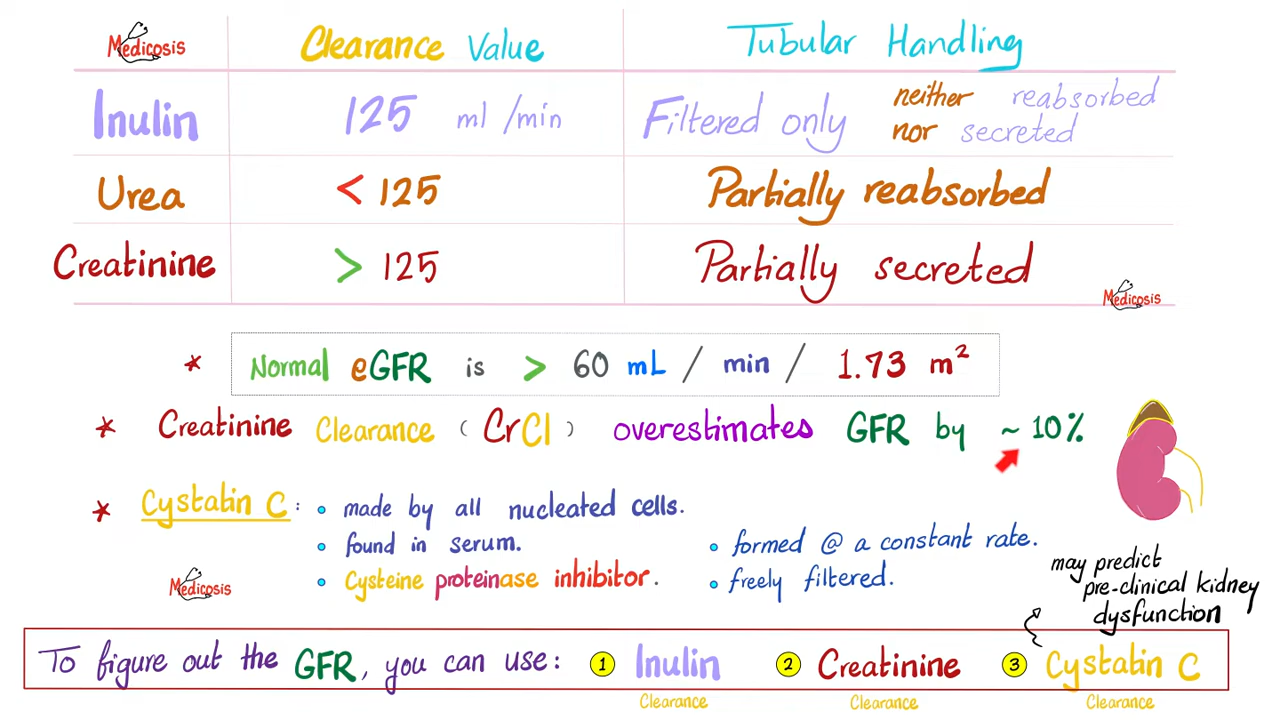 Medicosis Clearance Value Tubular Handling
Inulin 125 ml /min Filtered only neither reabsorbed
nor secreted
Urea < 125 Partially reabsorbed
Creatinine > 125 Partially secreted
Medicosis
* Normal eGFR is > 60 mL / min / 1.73 m²
* Creatinine Clearance (CrCl) overestimates GFR by ~ 10%
* Cystatin C: • made by all nucleated cells.
• found in serum.
• Cysteine proteinase inhibitor.
• formed @ a constant rate.
• freely filtered.
may predict
pre-clinical kidney
dysfunction
Medicosis
To figure out the GFR, you can use: 1 Inulin 2 Creatinine 3 Cystatin C
Clearance Clearance Clearance